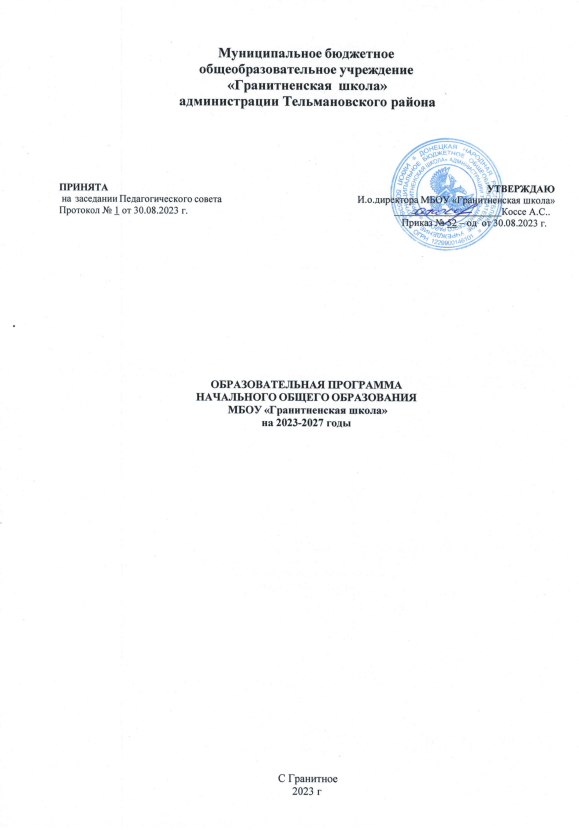 Муниципальное бюджетное
общеобразовательное учреждение
«Гранитненская школа»
администрации Тельмановского района
ПРИНЯТА
на заседании Педагогического совета
Протокол № 1 от 30.08.2023 г.
УТВЕРЖДАЮ
И.о.директора МБОУ «Гранитненская школа»
Коссе А.С..
Приказ № 52 – од от 30.08.2023 г.
ДОНЕЦКАЯ НАРОДНАЯ
ОБРАЗОВАТЕЛЬНАЯ ПРОГРАММА
НАЧАЛЬНОГО ОБЩЕГО ОБРАЗОВАНИЯ
МБОУ «Гранитненская школа»
на 2023-2027 годы
С Гранитное
2023 г